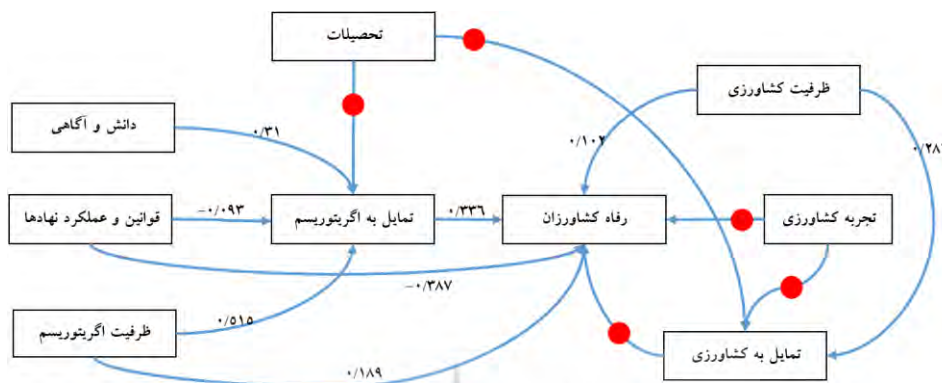 تحصیلات
ظرفیت کشاورزی
دانش و آگاهی
۰/۳۱
۰/۱۰۲
۰/۲۸
قوانین و عملکرد نهادها
-۰/۰۹۳
تمایل به اگریتوریسم
۰/۳۳۶
رفاه کشاورزان
تجربه کشاورزی
-۰/۳۸۷
ظرفیت اگریتوریسم
۰/۵۱۵
تمایل به کشاورزی
۰/۱۸۹